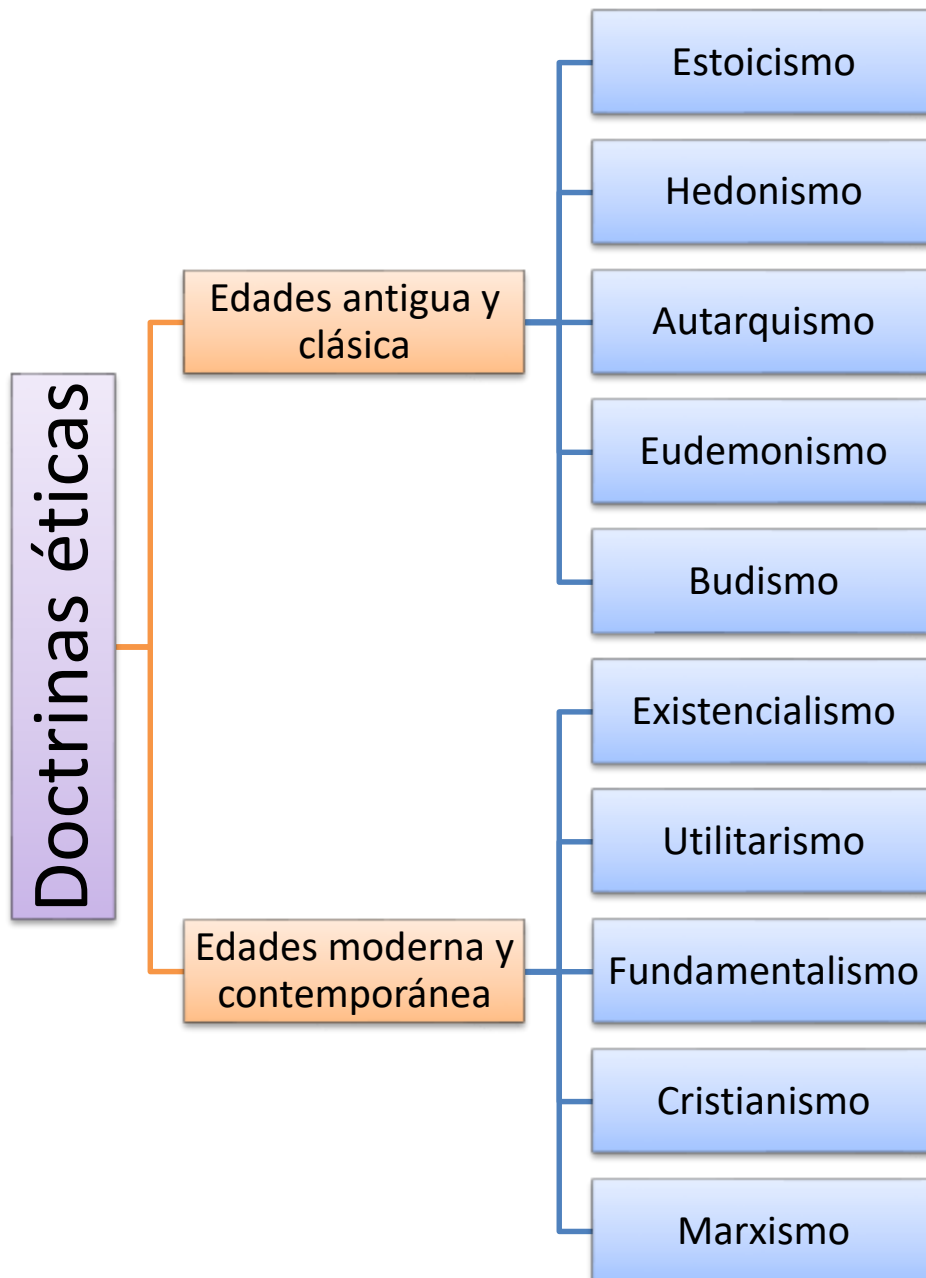 Doctrinas éticas
Edades antigua y
clásica
Estoicismo
Hedonismo
Autarquismo
Eudemonismo
Budismo
Edades moderna y
contemporánea
Existencialismo
Utilitarismo
Fundamentalismo
Cristianismo
Marxismo